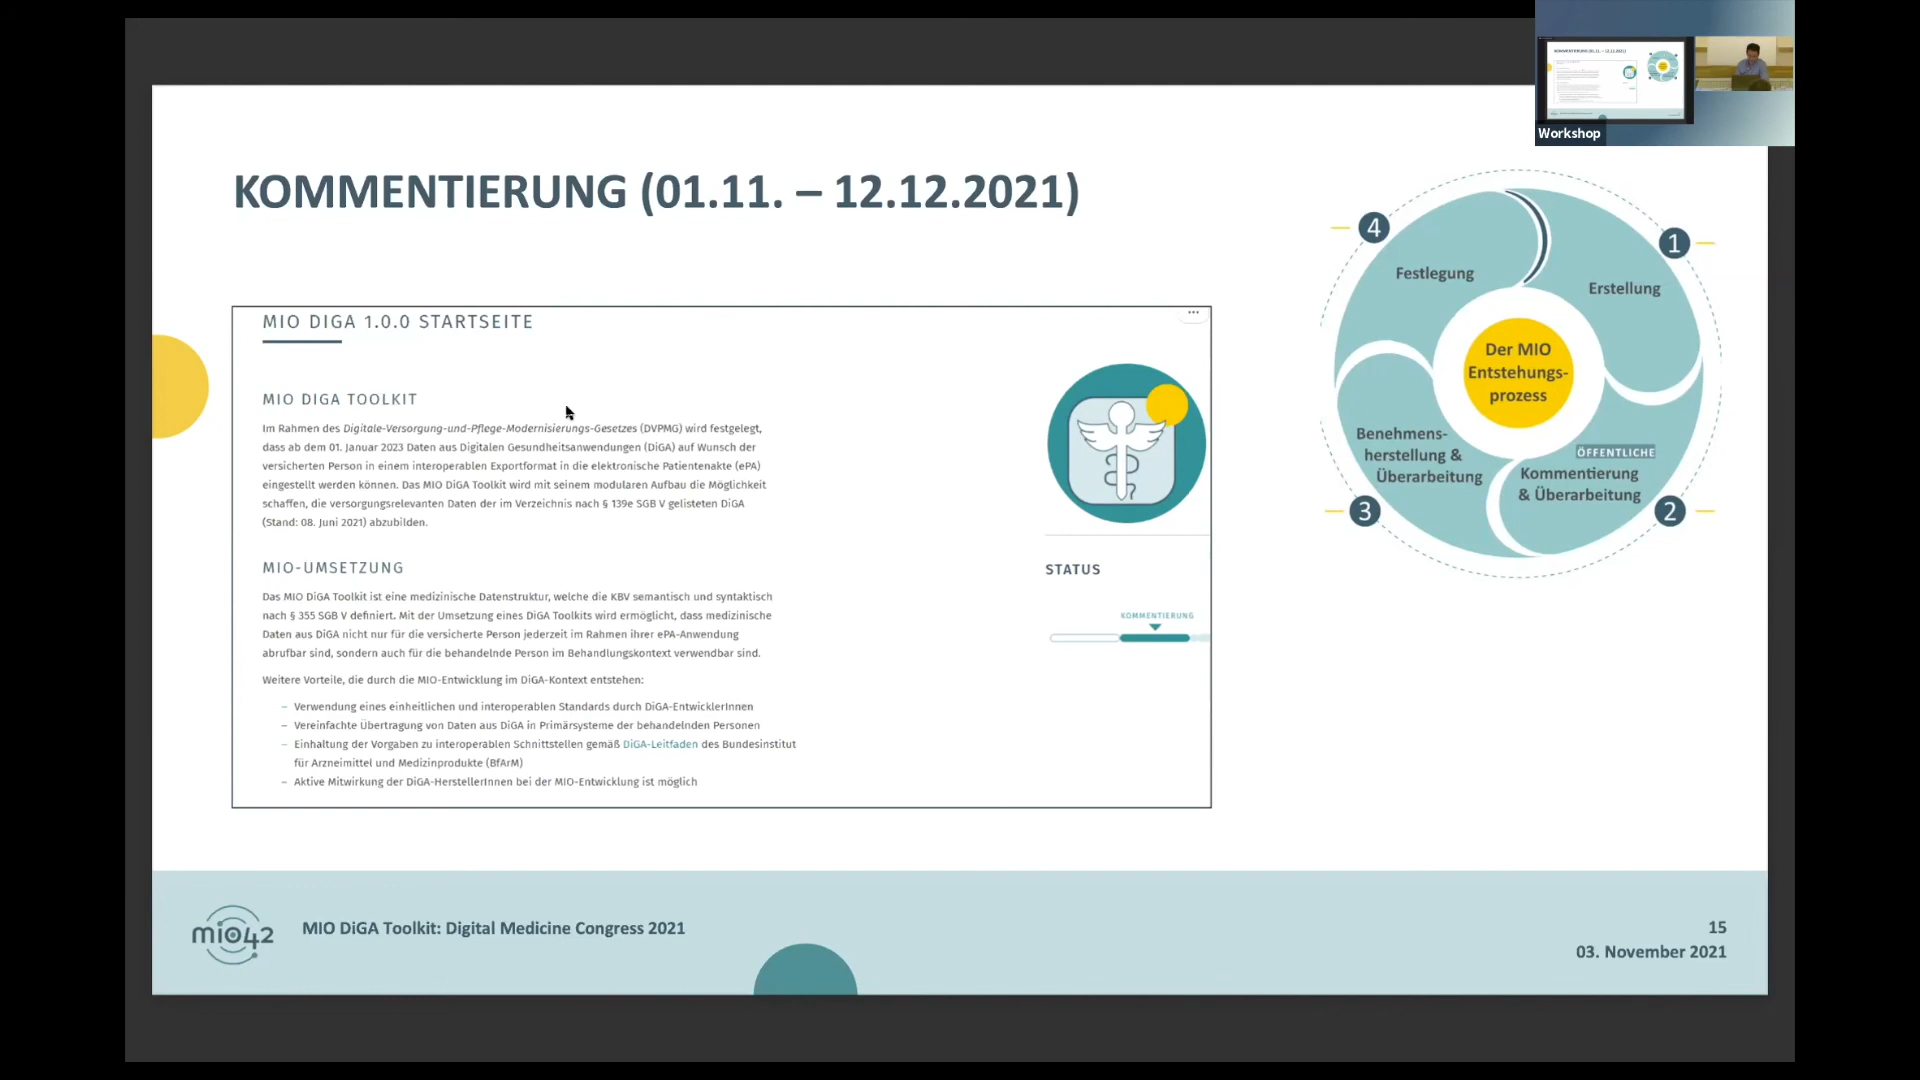 Workshop
KOMMENTIERUNG (01.11. – 12.12.2021)
MIO DIGA 1.0.0 STARTSEITE
MIO DIGA TOOLKIT
Im Rahmen des Digitale-Versorgung-und-Pflege-Modernisierungs-Gesetzes (DVPMG) wird festgelegt,
dass ab dem 01. Januar 2023 Daten aus Digitalen Gesundheitsanwendungen (DiGA) auf Wunsch der
versicherten Person in einem interoperablen Exportformat in die elektronische Patientenakte (ePA)
eingestellt werden können. Das MIO DiGA Toolkit wird mit seinem modularen Aufbau die Möglichkeit
schaffen, die versorgungsrelevanten Daten der im Verzeichnis nach § 139e SGB V gelisteten DiGA
(Stand: 08. Juni 2021) abzubilden.
MIO-UMSETZUNG
Das MIO DiGA Toolkit ist eine medizinische Datenstruktur, welche die KBV semantisch und syntaktisch
nach § 355 SGB V definiert. Mit der Umsetzung eines DiGA Toolkits wird ermöglicht, dass medizinische
Daten aus DiGA nicht nur für die versicherte Person jederzeit im Rahmen ihrer ePA-Anwendung
abrufbar sind, sondern auch für die behandelnde Person im Behandlungskontext verwendbar sind.
Weitere Vorteile, die durch die MIO-Entwicklung im DiGA-Kontext entstehen:
– Verwendung eines einheitlichen und interoperablen Standards durch DiGA-EntwicklerInnen
– Vereinfachte Übertragung von Daten aus DiGA in Primärsysteme der behandelnden Personen
– Einhaltung der Vorgaben zu interoperablen Schnittstellen gemäß DiGA-Leitfaden des Bundesinstitut
für Arzneimittel und Medizinprodukte (BfArM)
– Aktive Mitwirkung der DiGA-HerstellerInnen bei der MIO-Entwicklung ist möglich
STATUS
KOMMENTIERUNG
4
Festlegung
1
Erstellung
Der MIO
Entstehungs-
prozess
Benehmens-
herstellung &
Überarbeitung
3
ÖFFENTLICHE
Kommentierung
& Überarbeitung
2
mio42
MIO DiGA Toolkit: Digital Medicine Congress 2021
15
03. November 2021